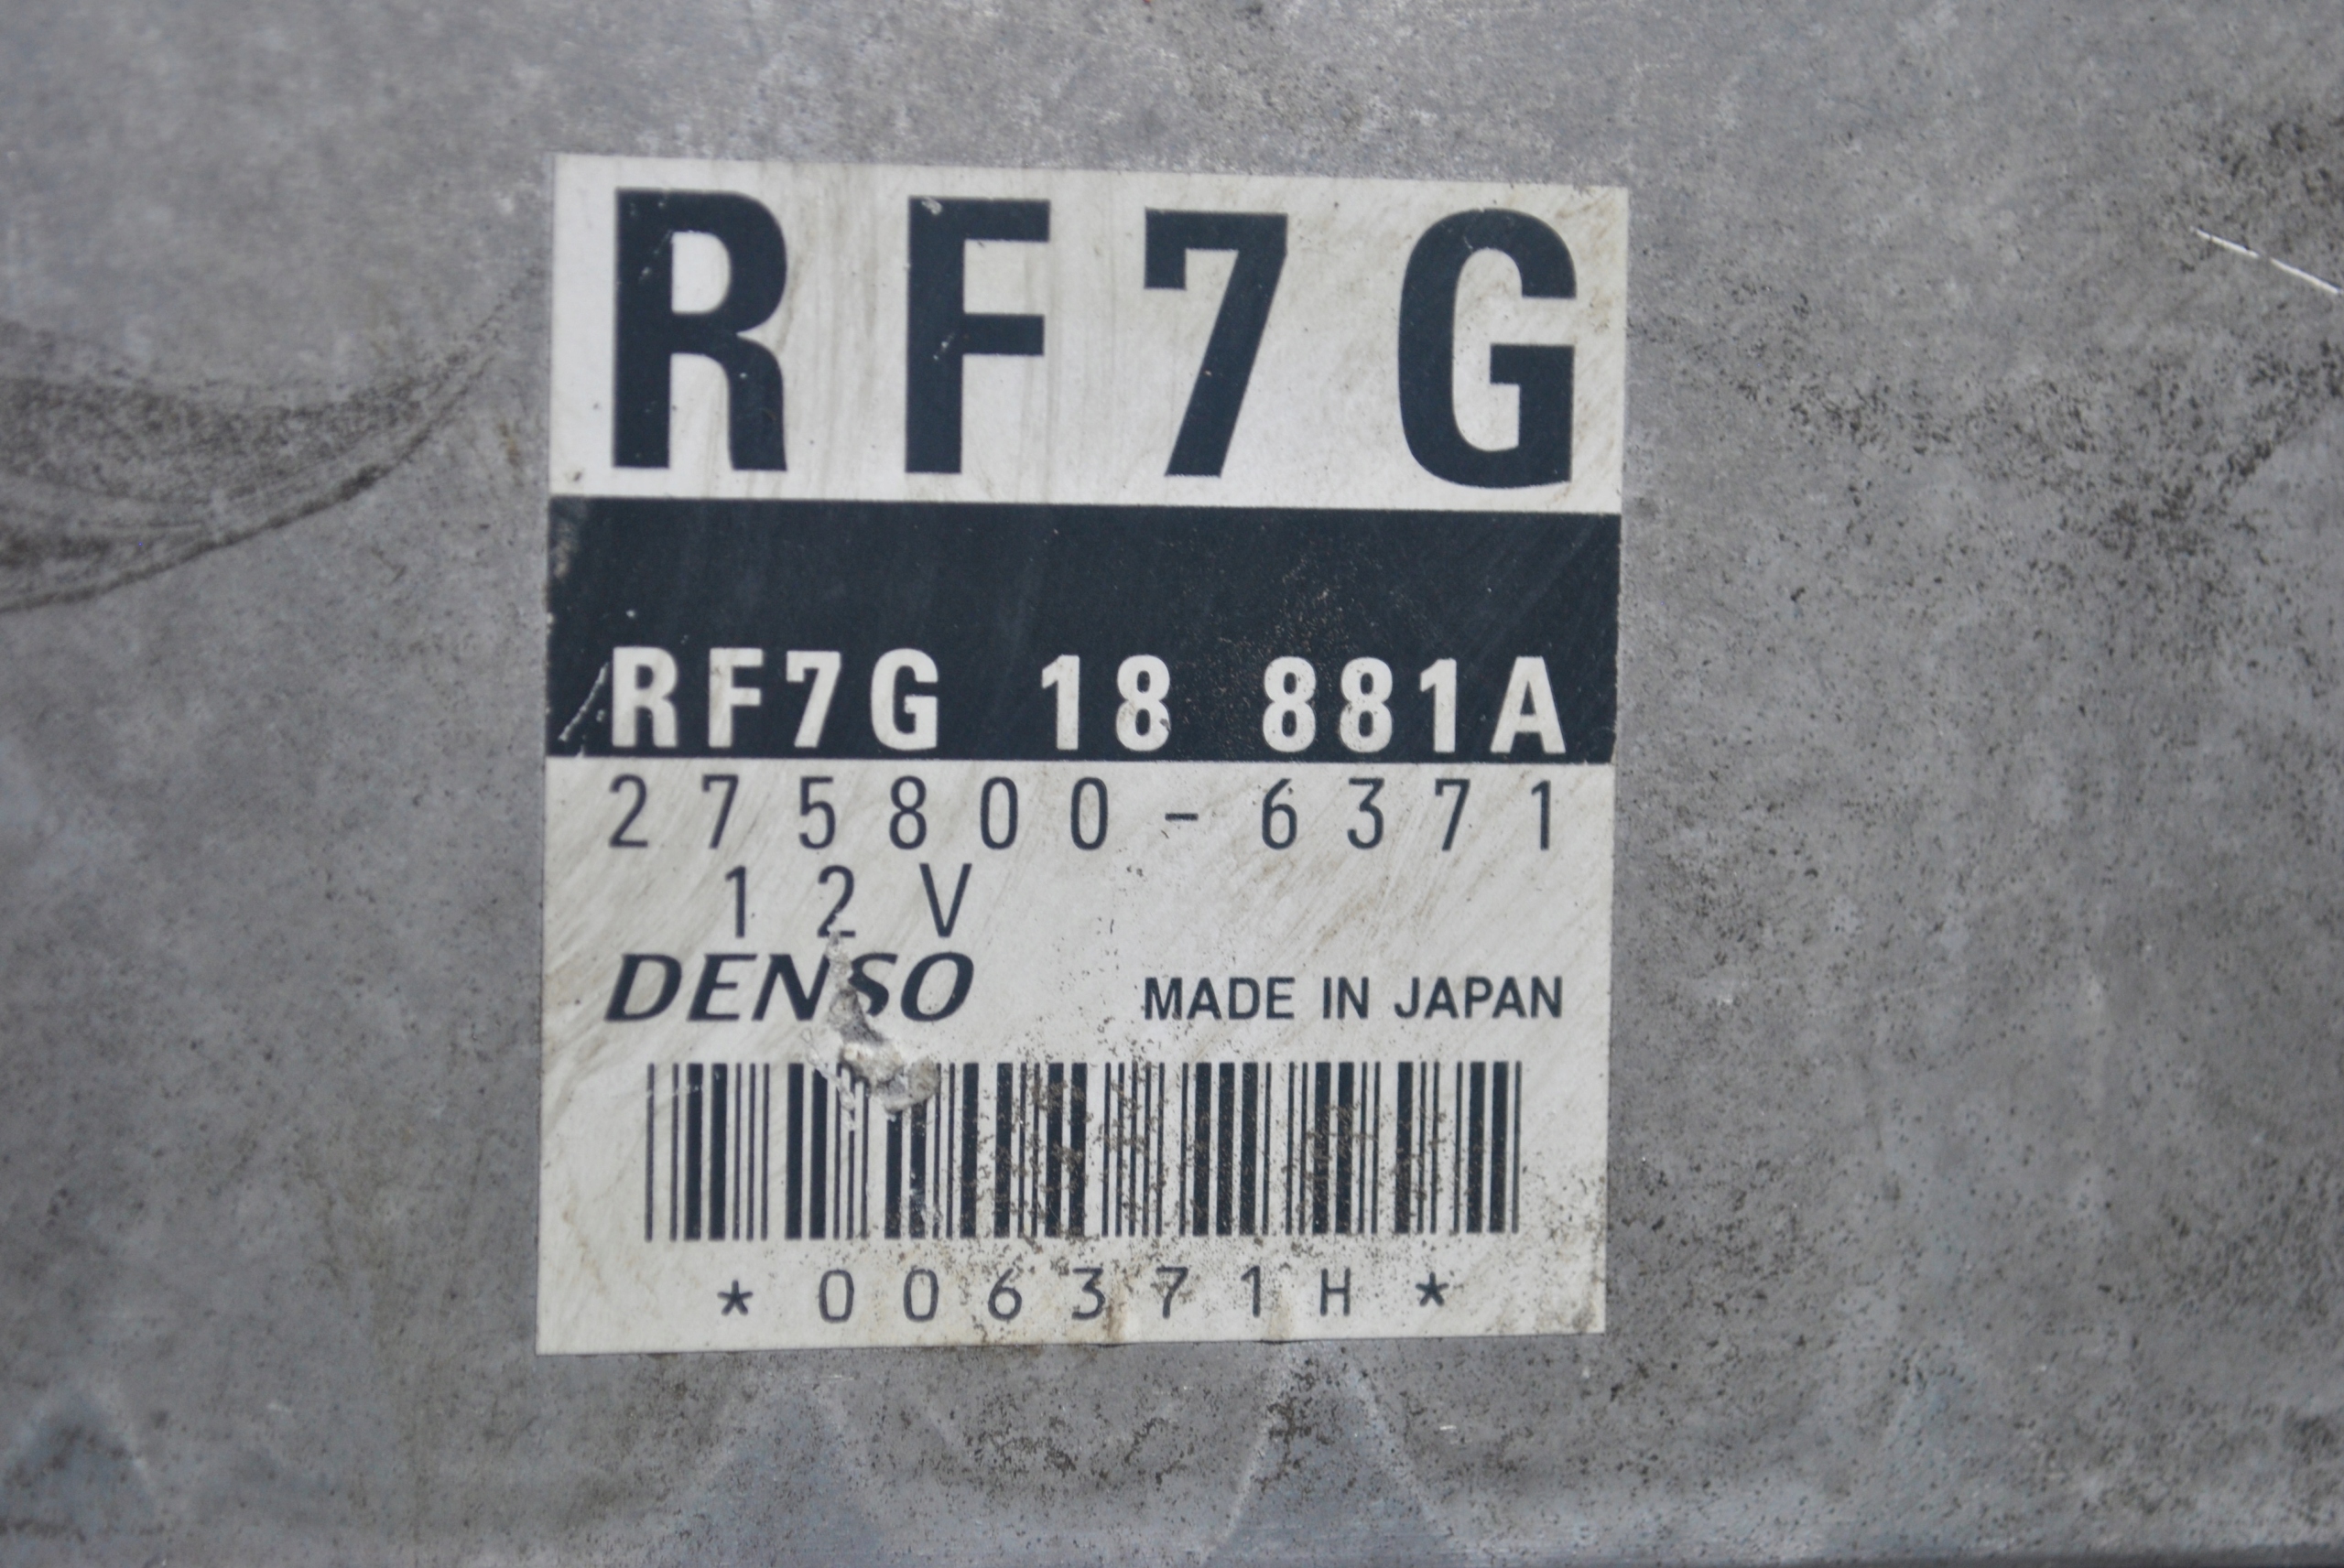 RF7G
RF7G 18 881A
275800-6371
12V
DENSO MADE IN JAPAN
*006371H*